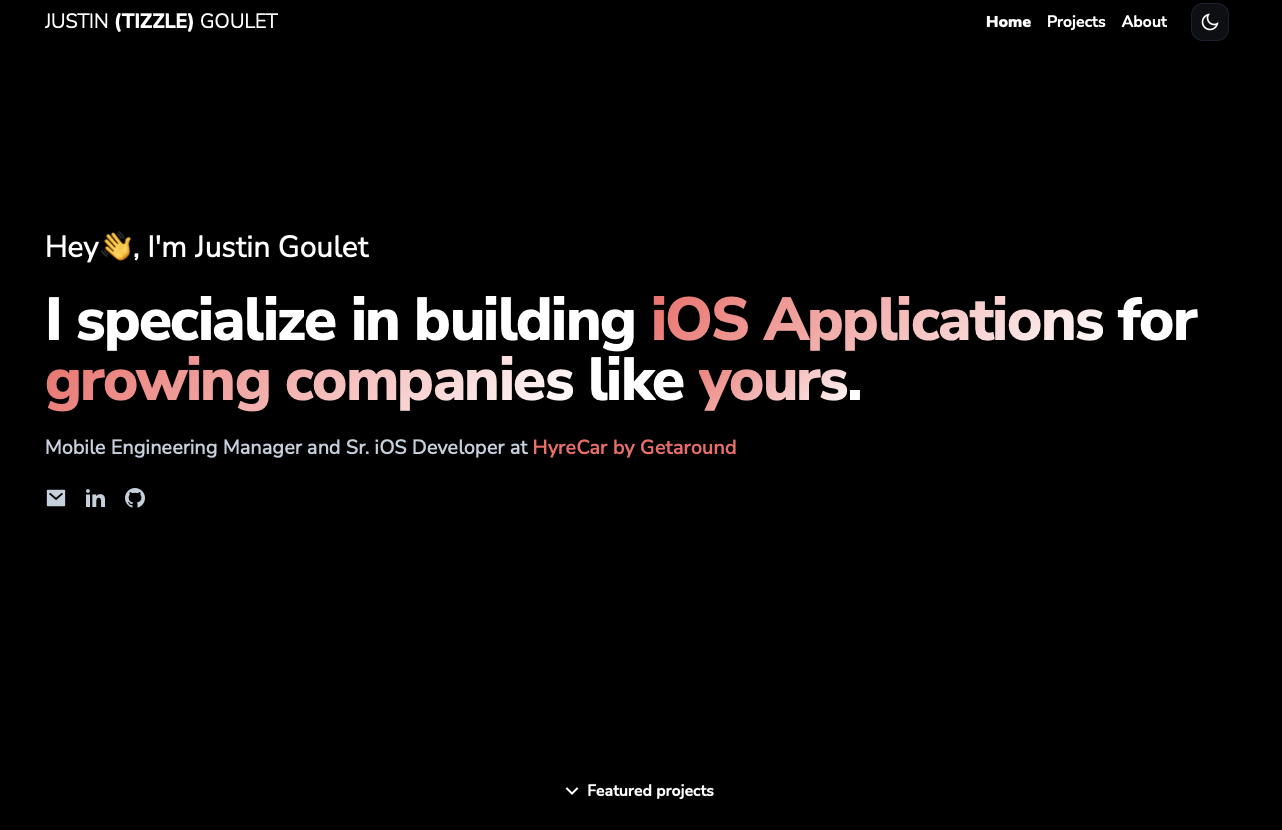 JUSTIN (TIZZLE) GOULET
Home Projects About
Hey👋, I'm Justin Goulet
I specialize in building iOS Applications for
growing companies like yours.
Mobile Engineering Manager and Sr. iOS Developer at HyreCar by Getaround
in
Featured projects